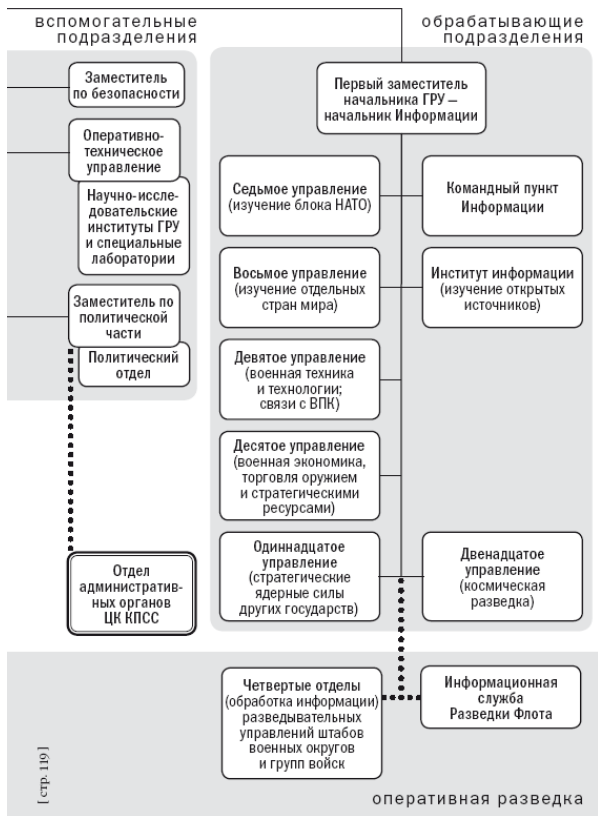 вспомогательные
подразделения
Заместитель
по безопасности
Оперативно-
техническое
управление
Научно-иссле-
довательские
институты ГРУ
и специальные
лаборатории
Заместитель по
политической
части
Политический
отдел
Отдел
административ-
ных органов
ЦК КПСС
обрабатывающие
подразделения
Первый заместитель
начальника ГРУ —
начальник Информации
Седьмое управление
(изучение блока НАТО)
Командный пункт
Информации
Восьмое управление
(изучение отдельных
стран мира)
Институт информации
(изучение открытых
источников)
Девятое управление
(военная техника
и технологии;
связи с ВПК)
Десятое управление
(военная экономика,
торговля оружием
и стратегическими
ресурсами)
Одиннадцатое
управление
(стратегические
ядерные силы
других государств)
Двенадцатое
управление
(космическая
разведка)
Четвертые отделы
(обработка информации)
разведывательных
управлений штабов
военных округов
и групп войск
Информационная
служба
Разведки Флота
[ стр. 119 ]
оперативная разведка